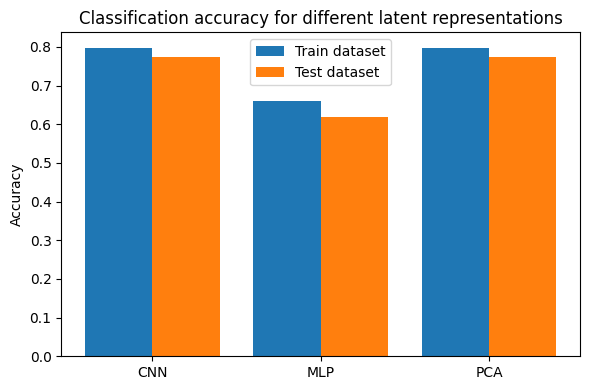 Classification accuracy for different latent representations
Train dataset
Test dataset
Accuracy
0.8
0.7
0.6
0.5
0.4
0.3
0.2
0.1
0.0
CNN
MLP
PCA